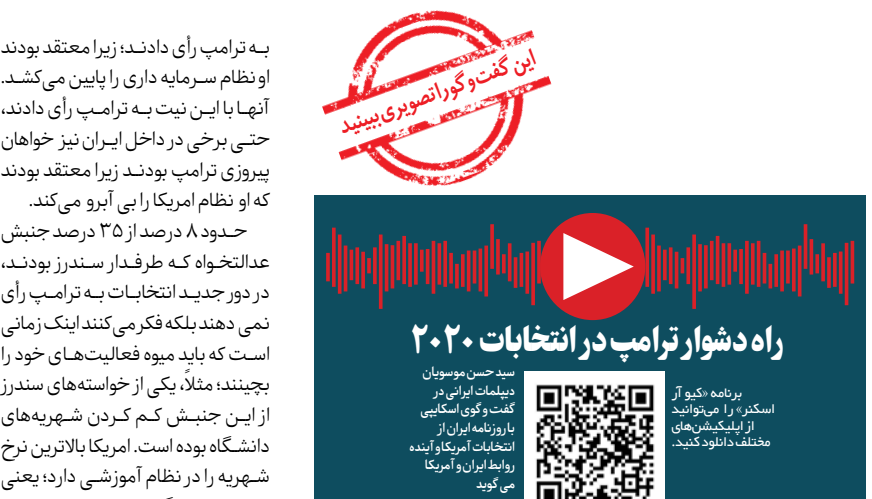 این گفت‌وگو را تصویری ببینید
راه دشوار ترامپ در انتخابات ۲۰۲۰
برنامه «کیو آر
اسکنر» را می‌توانید
از اپلیکیشن‌های
مختلف دانلود کنید.
سید حسن موسویان
دیپلمات ایرانی در
گفت و گوی اسکایپی
با روزنامه ایران از
انتخابات آمریکا و آینده
روابط ایران و آمریکا
می گوید
به ترامپ رأی دادند؛ زیرا معتقد بودند
او نظام سرمایه داری را پایین می‌کشد.
آنها با این نیت به ترامپ رأی دادند،
حتی برخی در داخل ایران نیز خواهان
پیروزی ترامپ بودند زیرا معتقد بودند
که او نظام امریکا را بی آبرو می‌کند.
حدود ۸ درصد از ۳۵ درصد جنبش
عدالتخواه که طرفدار سندرز بودند،
در دور جدید انتخابات به ترامپ رأی
نمی دهند بلکه فکر می‌کنند اینک زمانی
است که باید میوه فعالیت‌های خود را
بچینند؛ مثلاً، یکی از خواسته‌های سندرز
از این جنبش کم کردن شهریه‌های
دانشگاه بوده است. امریکا بالاترین نرخ
شهریه را در نظام آموزشی دارد؛ یعنی